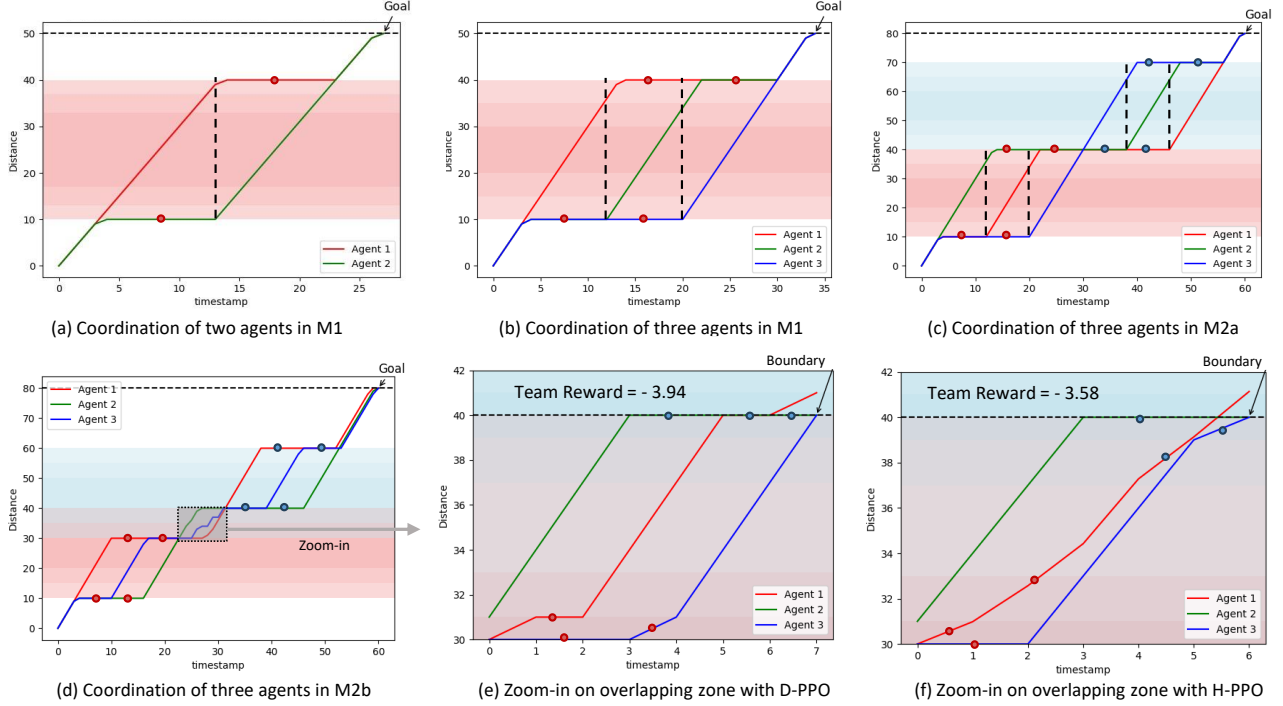 Goal
50
40
30
20
10
0
Distance
Agent 1
Agent 2
0
5
10
15
20
25
timestamp
(a) Coordination of two agents in M1
Goal
50
40
30
20
10
0
Distance
Agent 1
Agent 2
Agent 3
0
5
10
15
20
25
30
35
timestamp
(b) Coordination of three agents in M1
Goal
80
70
60
50
40
30
20
10
0
Distance
Agent 1
Agent 2
Agent 3
0
10
20
30
40
50
60
timestamp
(c) Coordination of three agents in M2a
Goal
80
70
60
50
40
30
20
10
0
Distance
Agent 1
Agent 2
Agent 3
Zoom-in
0
10
20
30
40
50
60
timestamp
(d) Coordination of three agents in M2b
Boundary
Team Reward = - 3.94
42
40
38
36
34
32
30
Distance
Agent 1
Agent 2
Agent 3
0
1
2
3
4
5
6
7
timestamp
(e) Zoom-in on overlapping zone with D-PPO
Boundary
Team Reward = - 3.58
42
40
38
36
34
32
30
Distance
Agent 1
Agent 2
Agent 3
0
1
2
3
4
5
6
timestamp
(f) Zoom-in on overlapping zone with H-PPO